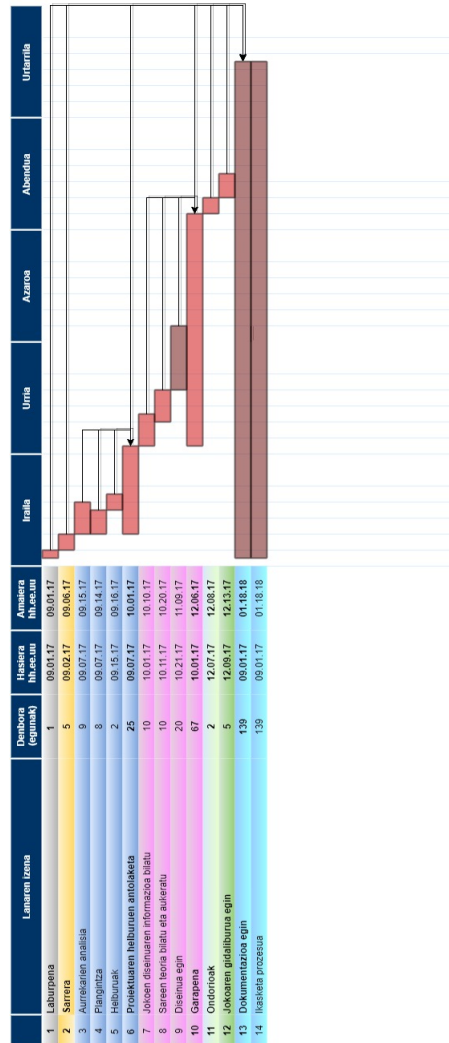 Lanaren izena Denbora (egunak) Hasiera hh.ee.uu Amaiera hh.ee.uu Iraila Urria Azaroa Abendua Urtarrila
1 Laburpena 1 09.01.17 09.01.17
2 Sarrera 5 09.02.17 09.06.17
3 Aurrekarien analisia 9 09.07.17 09.15.17
4 Plangintza 8 09.07.17 09.14.17
5 Helburuak 2 09.15.17 09.16.17
6 Proiektuaren helburuen antolaketa 25 09.07.17 10.01.17
7 Jokoen diseinuaren informazioa bilatu 10 10.01.17 10.10.17
8 Sareen teoria bilatu eta aukeratu 10 10.11.17 10.20.17
9 Diseinua egin 20 10.21.17 11.09.17
10 Garapena 67 10.01.17 12.06.17
11 Ondorioak 2 12.07.17 12.08.17
12 Jokoaren gidaliburua egin 5 12.09.17 12.13.17
13 Dokumentazioa egin 139 09.01.17 01.18.18
14 Ikasketa prozesua 139 09.01.17 01.18.18